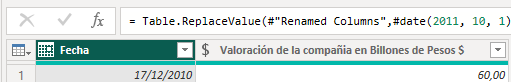 fx = Table.ReplaceValue(#"Renamed Columns",#date(2011, 10, 1)
Fecha $ Valoración de la compañia en Billones de Pesos $
1 17/12/2010 60,00